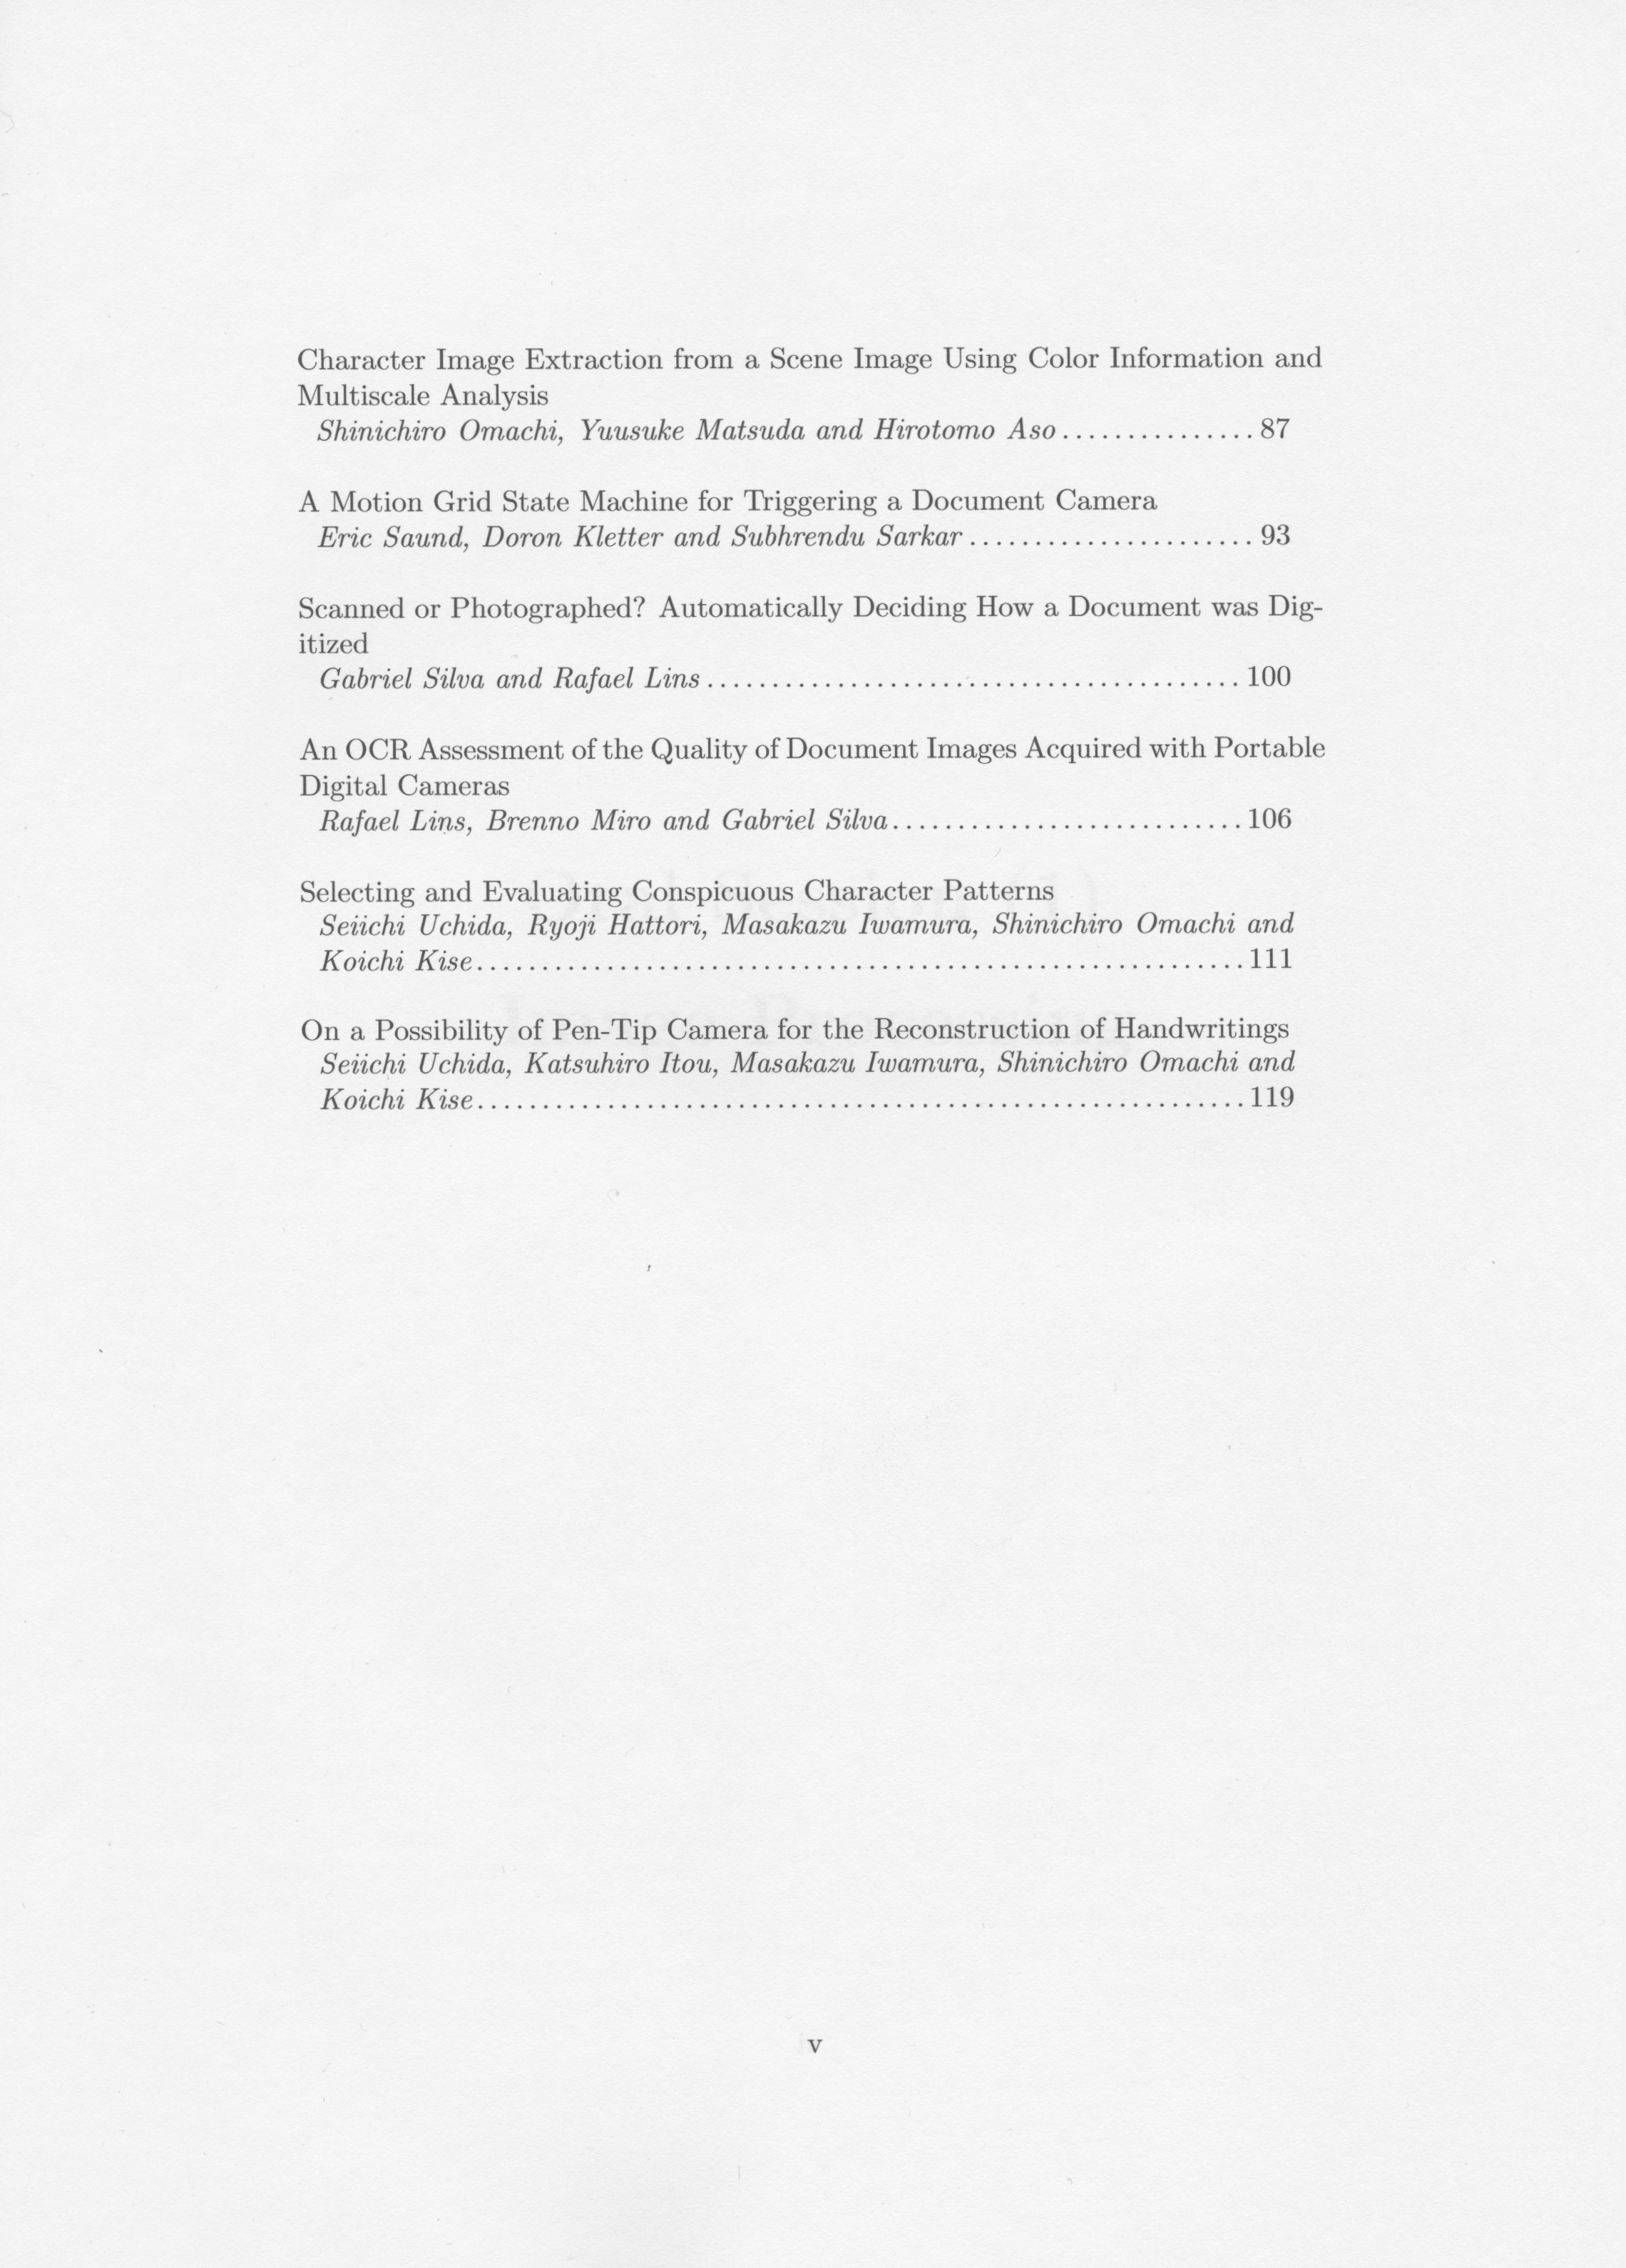 Character Image Extraction from a Scene Image Using Color Information and
Multiscale Analysis
Shinichiro Omachi, Yuusuke Matsuda and Hirotomo Aso...............87
A Motion Grid State Machine for Triggering a Document Camera
Eric Saund, Doron Kletter and Subhrendu Sarkar......................93
Scanned or Photographed? Automatically Deciding How a Document was Dig-
itized
Gabriel Silva and Rafael Lins.........................................100
An OCR Assessment of the Quality of Document Images Acquired with Portable
Digital Cameras
Rafael Lins, Brenno Miro and Gabriel Silva...........................106
Selecting and Evaluating Conspicuous Character Patterns
Seiichi Uchida, Ryoji Hattori, Masakazu Iwamura, Shinichiro Omachi and
Koichi Kise...........................................................111
On a Possibility of Pen-Tip Camera for the Reconstruction of Handwritings
Seiichi Uchida, Katsuhiro Itou, Masakazu Iwamura, Shinichiro Omachi and
Koichi Kise...........................................................119
v